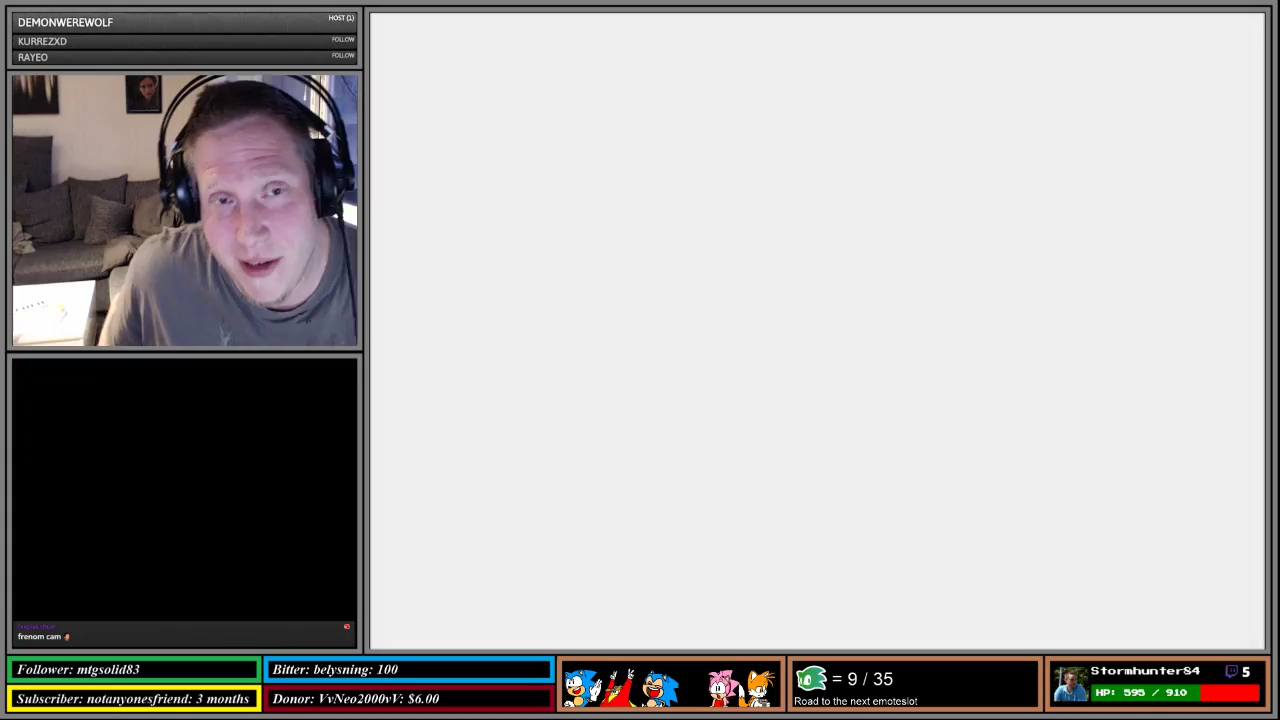 DEMONWEREWOLF HOST (1)
KURREZXD FOLLOW
RAYEO FOLLOW
frenom cam
Follower: mtgsolid83
Bitter: belysning: 100
Subscriber: notanyonesfriend: 3 months
Donor: VvNeo2000vV: $6.00
= 9 / 35
Road to the next emoteslot
Stormhunter84 5
HP: 595 / 910